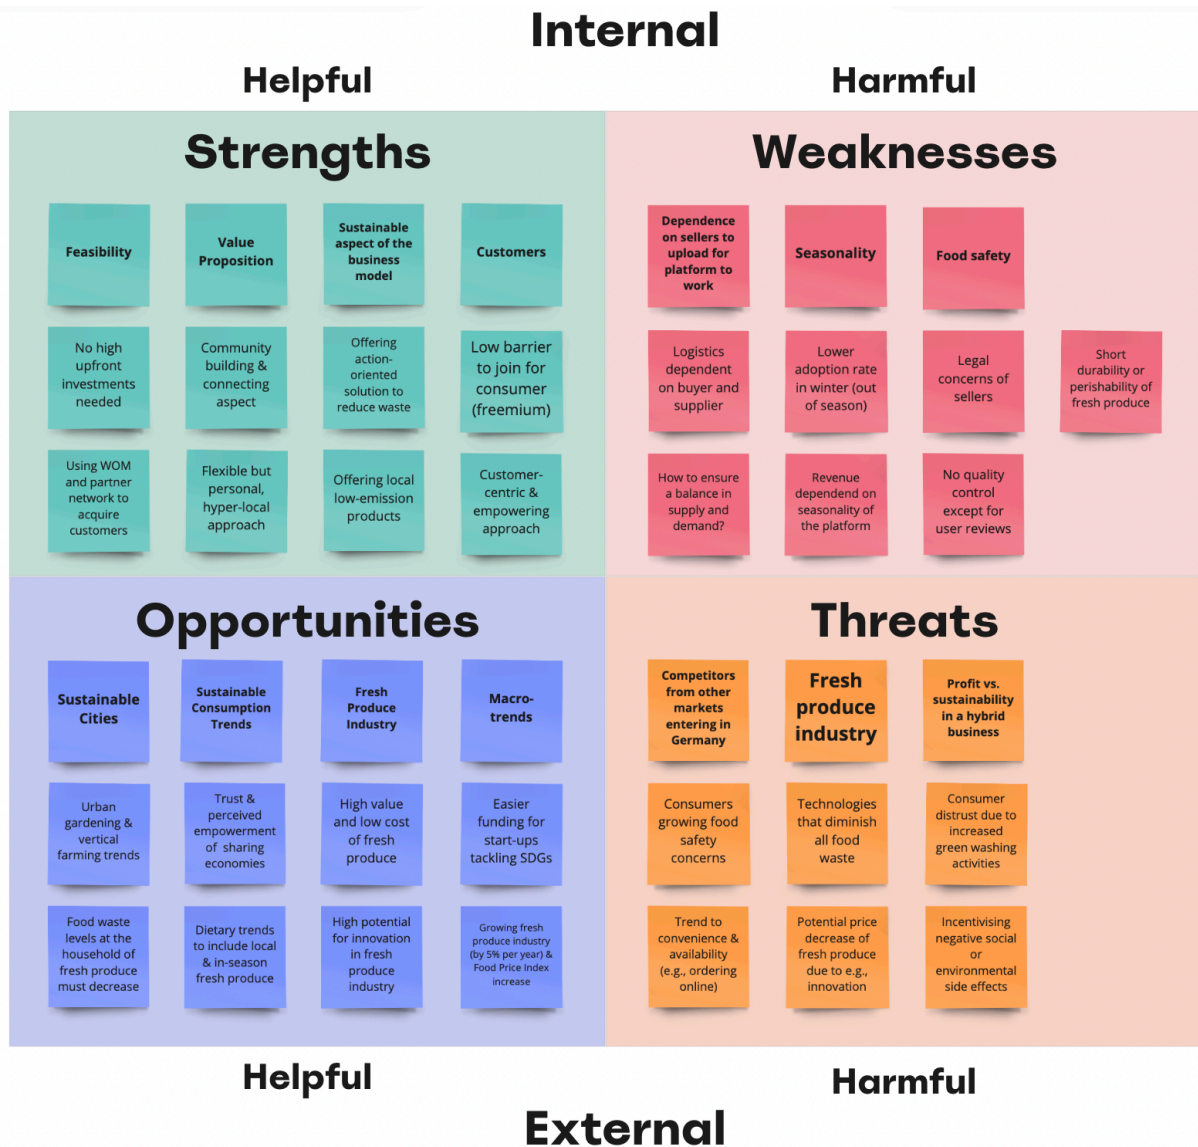 Internal
Helpful
Harmful
Strengths
Weaknesses
Feasibility
Value
Proposition
Sustainable
aspect of the
business
model
Customers
No high
upfront
investments
needed
Community
building &
connecting
aspect
Offering
action-
oriented
solution to
reduce waste
Low barrier
to join for
consumer
(freemium)
Using WOM
and partner
network to
acquire
customers
Flexible but
personal,
hyper-local
approach
Offering local
low-emission
products
Customer-
centric &
empowering
approach
Dependence
on sellers to
upload for
platform to
work
Seasonality
Food safety
Logistics
dependent
on buyer and
supplier
Lower
adoption rate
in winter (out
of season)
Legal
concerns of
sellers
Short
durability or
perishability of
fresh produce
How to ensure
a balance in
supply and
demand?
Revenue
dependend on
seasonality of
the platform
No quality
control
except for
user reviews
Opportunities
Threats
Sustainable
Cities
Sustainable
Consumption
Trends
Fresh
Produce
Industry
Macro-
trends
Urban
gardening &
vertical
farming trends
Trust &
perceived
empowerment
of sharing
economies
High value
and low cost
of fresh
produce
Easier
funding for
start-ups
tackling SDGs
Food waste
levels at the
household of
fresh produce
must decrease
Dietary trends
to include local
& in-season
fresh produce
High potential
for innovation
in fresh
produce
industry
Growing fresh
produce industry
(by 5% per year) &
Food Price Index
increase
Competitors
from other
markets
entering in
Germany
Fresh
produce
industry
Profit vs.
sustainability
in a hybrid
business
Consumers
growing food
safety
concerns
Technologies
that diminish
all food
waste
Consumer
distrust due to
increased
green washing
activities
Trend to
convenience &
availability
(e.g., ordering
online)
Potential price
decrease of
fresh produce
due to e.g.,
innovation
Incentivising
negative social
or
environmental
side effects
Helpful
Harmful
External